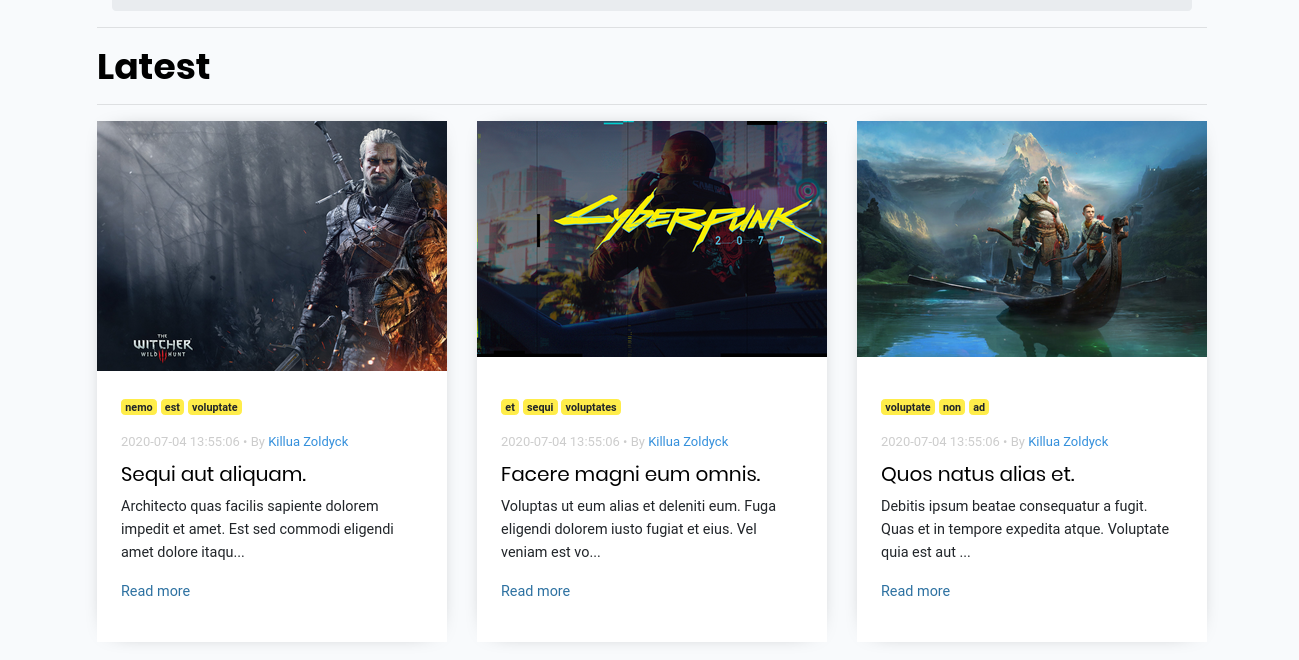 Latest
THE
WITCHER
WILD HUNT
nemo est voluptate
2020-07-04 13:55:06 • By Killua Zoldyck
Sequi aut aliquam.
Architecto quas facilis sapiente dolorem
impedit et amet. Est sed commodi eligendi
amet dolore itaqu...
Read more
Cyberpunk
2077
et sequi voluptates
2020-07-04 13:55:06 • By Killua Zoldyck
Facere magni eum omnis.
Voluptas ut eum alias et deleniti eum. Fuga
eligendi dolorem iusto fugiat et eius. Vel
veniam est vo...
Read more
voluptate non ad
2020-07-04 13:55:06 • By Killua Zoldyck
Quos natus alias et.
Debitis ipsum beatae consequatur a fugit.
Quas et in tempore expedita atque. Voluptate
quia est aut ...
Read more